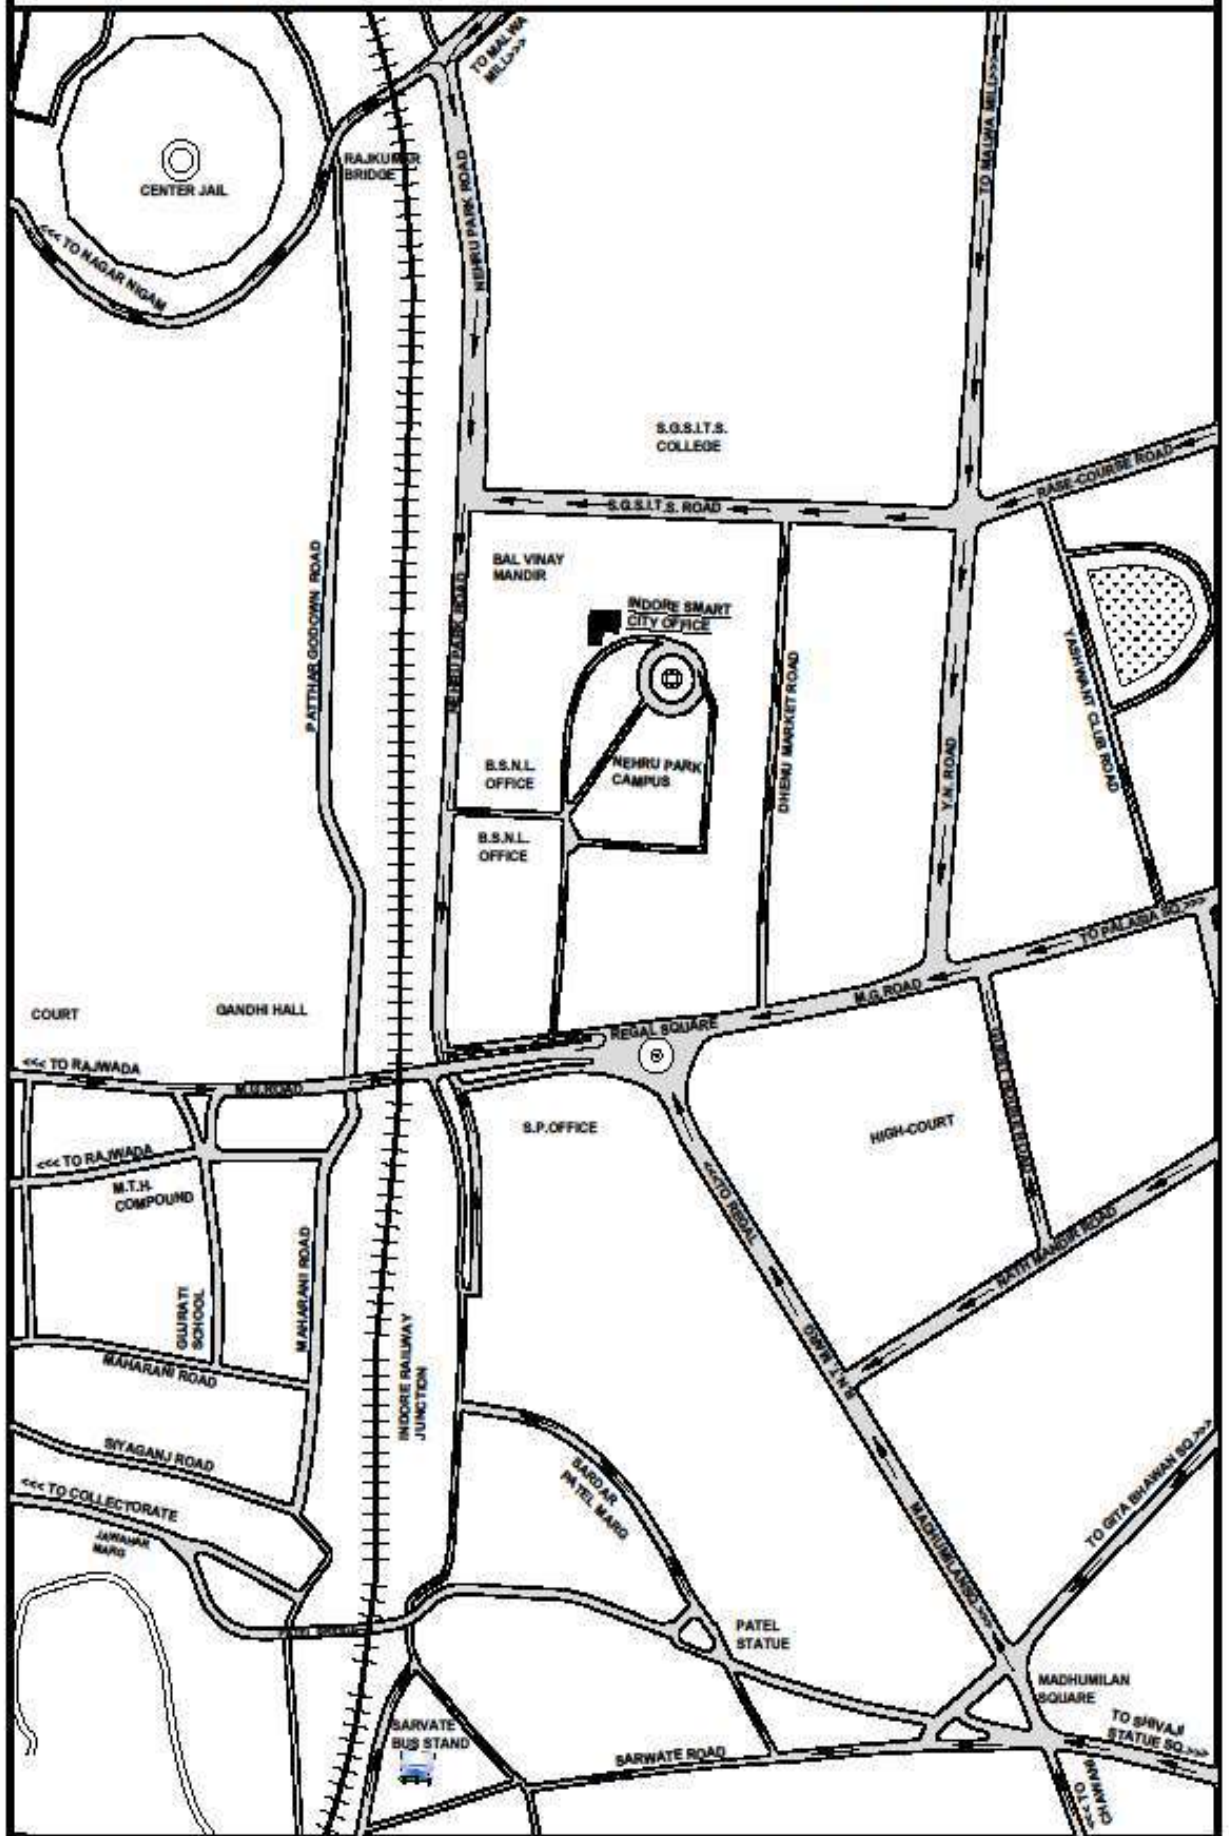 TO MALWA
MILL>>>
TO MALWA MILL>>>
RAJKUMAR
BRIDGE
CENTER JAIL
NEHRU PARK ROAD
<<< TO NAGAR NIGAM
S.G.S.I.T.S.
COLLEGE
RASE-COURSE ROAD
S.G.S.I.T.S. ROAD
PATTHAR GODOWN ROAD
BAL VINAY
MANDIR
NEHRU PARK ROAD
INDORE SMART
CITY OFFICE
DHENU MARKET ROAD
YASHWANT CLUB ROAD
Y.N. ROAD
B.S.N.L.
OFFICE
NEHRU PARK
CAMPUS
B.S.N.L.
OFFICE
TO PALASIA SQ.>>>
M.G.ROAD
COURT
GANDHI HALL
REGAL SQUARE
<<< TO RAJWADA
M.G.ROAD
S.P.OFFICE
HIGH-COURT
<<< TO RAJWADA
M.T.H.
COMPOUND
<<<TO REGAL
NATH MANDIR ROAD
MAHARANI ROAD
GUJRATI
SCHOOL
INDORE RAILWAY
JUNCTION
R.N.T. MARG
MAHARANI ROAD
SIYAGANJ ROAD
SARDAR
PATEL MARG
TO GITA BHAWAN SQ.>>>
<<< TO COLLECTORATE
JAWAHAR
MARG
MADHUMILAN SQ.>>>
PATEL
STATUE
MADHUMILAN
SQUARE
TO SHIVAJI
STATUE SQ.>>>
SARVATE
BUS STAND
SARWATE ROAD
<<< TO